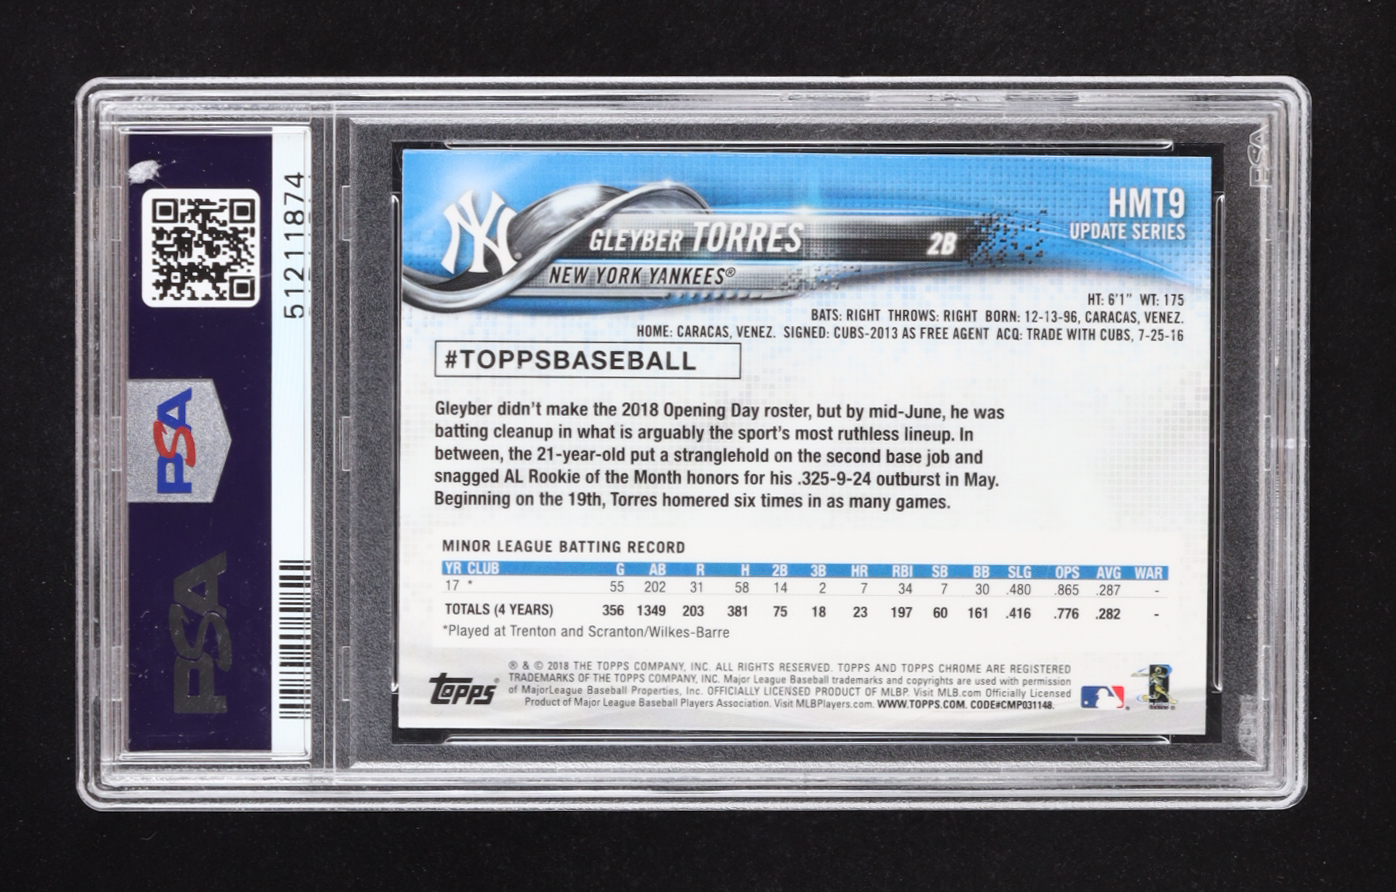 51211874
PSA
PSA
PSA
NY
GLEYBER TORRES 2B
NEW YORK YANKEES®
HMT9
UPDATE SERIES
HT: 6'1" WT: 175
BATS: RIGHT THROWS: RIGHT BORN: 12-13-96, CARACAS, VENEZ.
HOME: CARACAS, VENEZ. SIGNED: CUBS-2013 AS FREE AGENT ACQ: TRADE WITH CUBS, 7-25-16
#TOPPSBASEBALL
Gleyber didn't make the 2018 Opening Day roster, but by mid-June, he was
batting cleanup in what is arguably the sport's most ruthless lineup. In
between, the 21-year-old put a stranglehold on the second base job and
snagged AL Rookie of the Month honors for his .325-9-24 outburst in May.
Beginning on the 19th, Torres homered six times in as many games.
MINOR LEAGUE BATTING RECORD
YR CLUB G AB R H 2B 3B HR RBI SB BB SLG OPS AVG WAR
17 * 55 202 31 58 14 2 7 34 7 30 .480 .865 .287 -
TOTALS (4 YEARS) 356 1349 203 381 75 18 23 197 60 161 .416 .776 .282 -
*Played at Trenton and Scranton/Wilkes-Barre
Topps®
® & © 2018 THE TOPPS COMPANY, INC. ALL RIGHTS RESERVED. TOPPS AND TOPPS CHROME ARE REGISTERED
TRADEMARKS OF THE TOPPS COMPANY, INC. Major League Baseball trademarks and copyrights are used with permission
of MajorLeague Baseball Properties, Inc. OFFICIALLY LICENSED PRODUCT OF MLBP. Visit MLB.com Officially Licensed
Product of Major League Baseball Players Association. Visit MLBPlayers.com. WWW.TOPPS.COM. CODE#CMP031148.